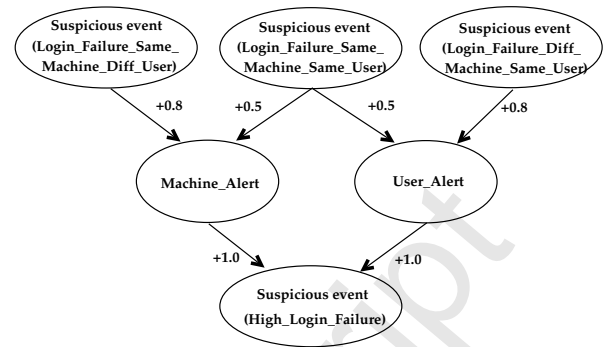 Suspicious event
(Login_Failure_Same_
Machine_Diff_User)
Suspicious event
(Login_Failure_Same_
Machine_Same_User)
Suspicious event
(Login_Failure_Diff_
Machine_Same_User)
+0.8
+0.5
+0.5
+0.8
Machine_Alert
User_Alert
+1.0
+1.0
Suspicious event
(High_Login_Failure)
ript